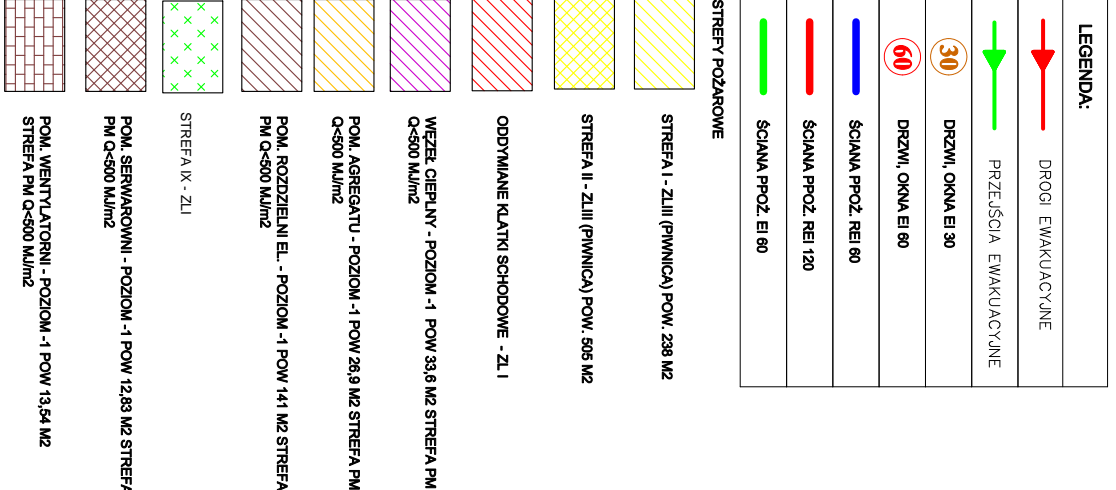 LEGENDA:
DROGI EWAKUACYJNE
PRZEJŚCIA EWAKUACYJNE
30 DRZWI, OKNA EI 30
60 DRZWI, OKNA EI 60
ŚCIANA PPOŻ. REI 60
ŚCIANA PPOŻ. REI 120
ŚCIANA PPOŻ. EI 60
STREFY POŻAROWE
STREFA I - ZLIII (PIWNICA) POW. 238 M2
STREFA II - ZLIII (PIWNICA) POW. 505 M2
ODDYMIANE KLATKI SCHODOWE - ZL I
WĘZEŁ CIEPLNY - POZIOM -1 POW 33,6 M2 STREFA PM
Q<500 MJ/m2
POM. AGREGATU - POZIOM -1 POW 26,9 M2 STREFA PM
Q<500 MJ/m2
POM. ROZDZIELNI EL. - POZIOM -1 POW 141 M2 STREFA
PM Q<500 MJ/m2
STREFA IX - ZLI
POM. SERWAROWNI - POZIOM -1 POW 12,83 M2 STREFA
PM Q<500 MJ/m2
POM. WENTYLATORNI - POZIOM -1 POW 13,54 M2
STREFA PM Q<500 MJ/m2